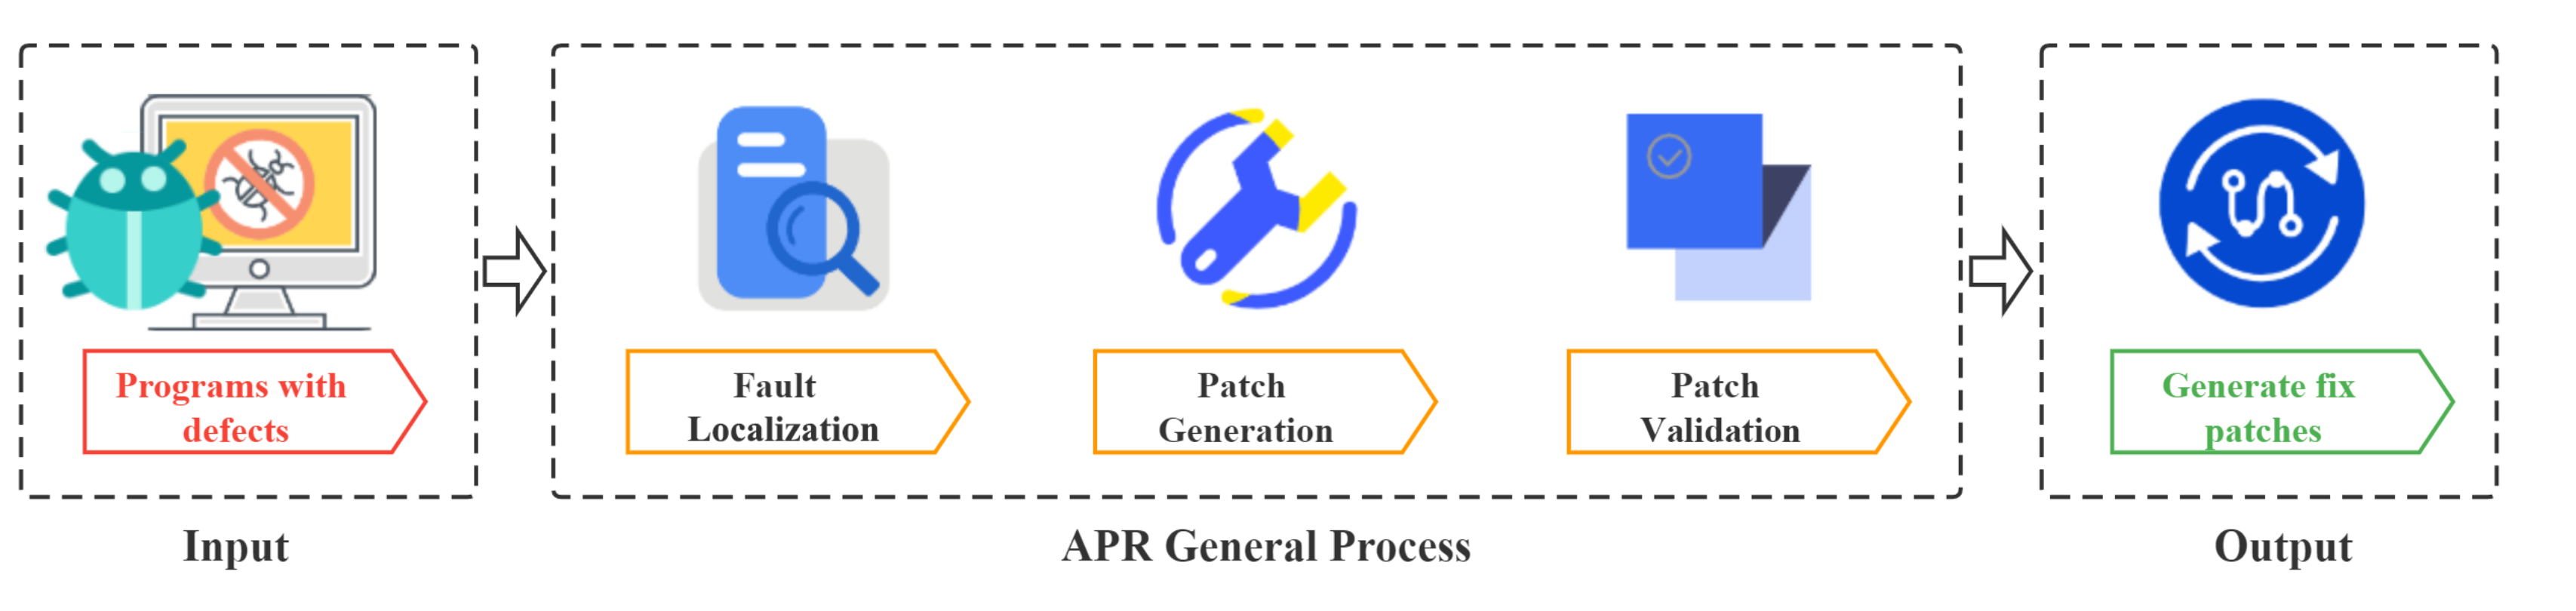 Programs with
defects
Fault
Localization
Patch
Generation
Patch
Validation
Generate fix
patches
Input
APR General Process
Output